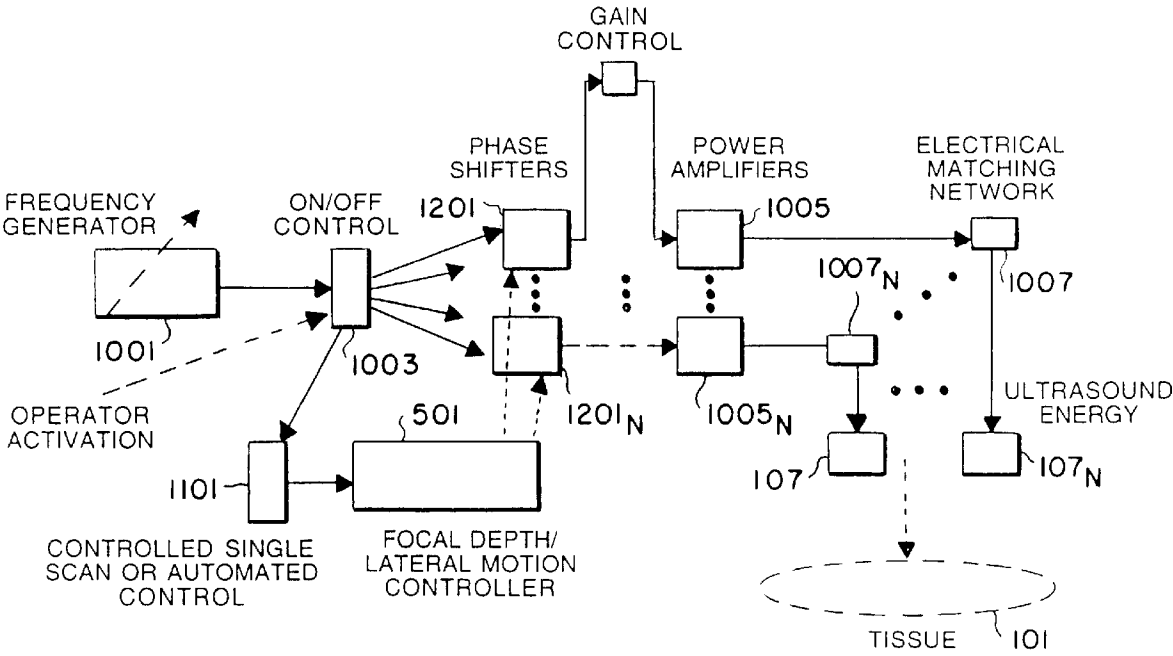 GAIN
CONTROL
PHASE
SHIFTERS
POWER
AMPLIFIERS
ELECTRICAL
MATCHING
NETWORK
FREQUENCY
GENERATOR
ON/OFF
CONTROL
1201
1005
1007
1007N
1001
1003
OPERATOR
ACTIVATION
501
1201N
1005N
ULTRASOUND
ENERGY
1101
107
107N
CONTROLLED SINGLE
SCAN OR AUTOMATED
CONTROL
FOCAL DEPTH/
LATERAL MOTION
CONTROLLER
TISSUE
101